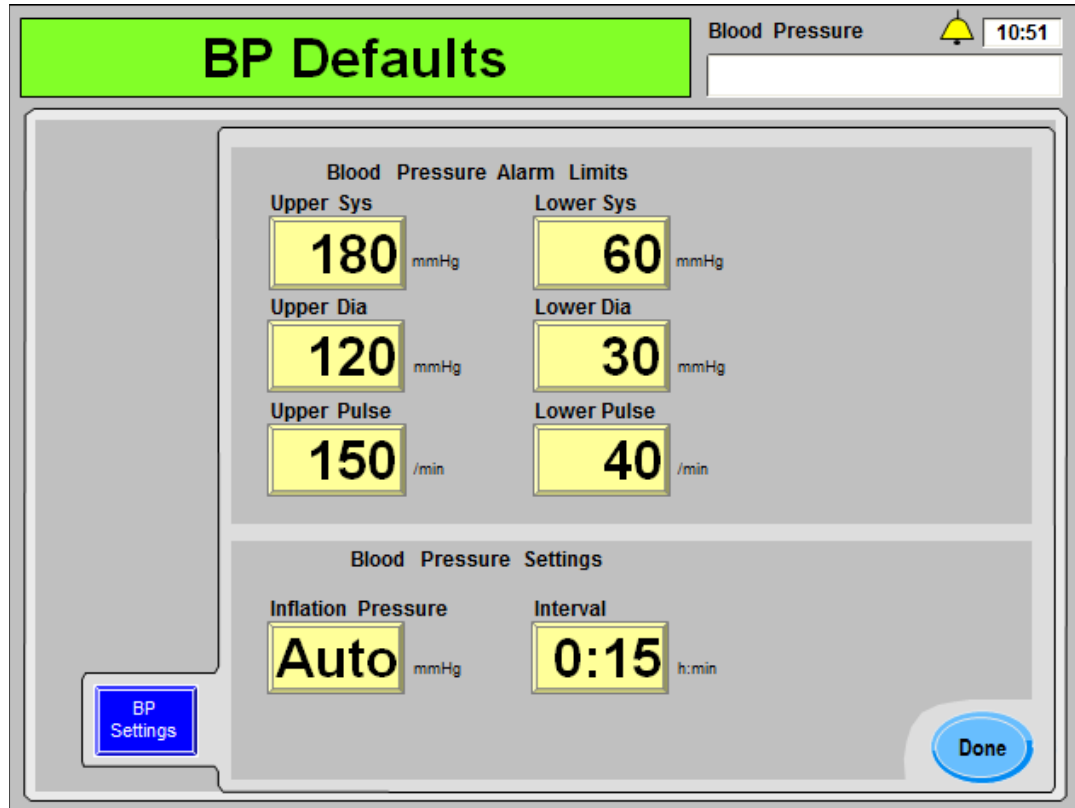 BP Defaults
Blood Pressure
10:51
Blood Pressure Alarm Limits
Upper Sys Lower Sys
180 mmHg 60 mmHg
Upper Dia Lower Dia
120 mmHg 30 mmHg
Upper Pulse Lower Pulse
150 /min 40 /min
Blood Pressure Settings
Inflation Pressure Interval
Auto mmHg 0:15 h:min
BP
Settings
Done